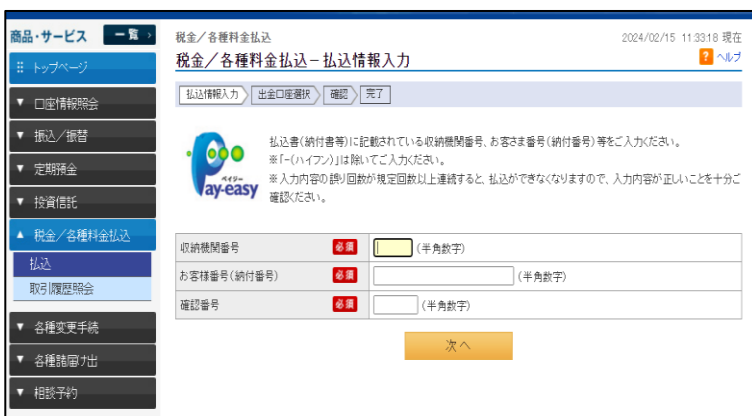 商品・サービス 一覧 ›
トップページ
▼ 口座情報照会
▼ 振込／振替
▼ 定期預金
▼ 投資信託
▲ 税金／各種料金払込
払込
取引履歴照会
▼ 各種変更手続
▼ 各種諸届け出
▼ 相談予約
税金／各種料金払込
2024/02/15 11:33:18 現在
税金／各種料金払込－払込情報入力
? ヘルプ
払込情報入力 出金口座選択 確認 完了
ペイジー
Pay-easy
払込書(納付書等)に記載されている収納機関番号、お客さま番号(納付番号)等をご入力ください。
※「-(ハイフン)」は除いてご入力ください。
※入力内容の誤り回数が規定回数以上連続すると、払込ができなくなりますので、入力内容が正しいことを十分ご
確認ください。
収納機関番号 必須 (半角数字)
お客様番号(納付番号) 必須 (半角数字)
確認番号 必須 (半角数字)
次へ